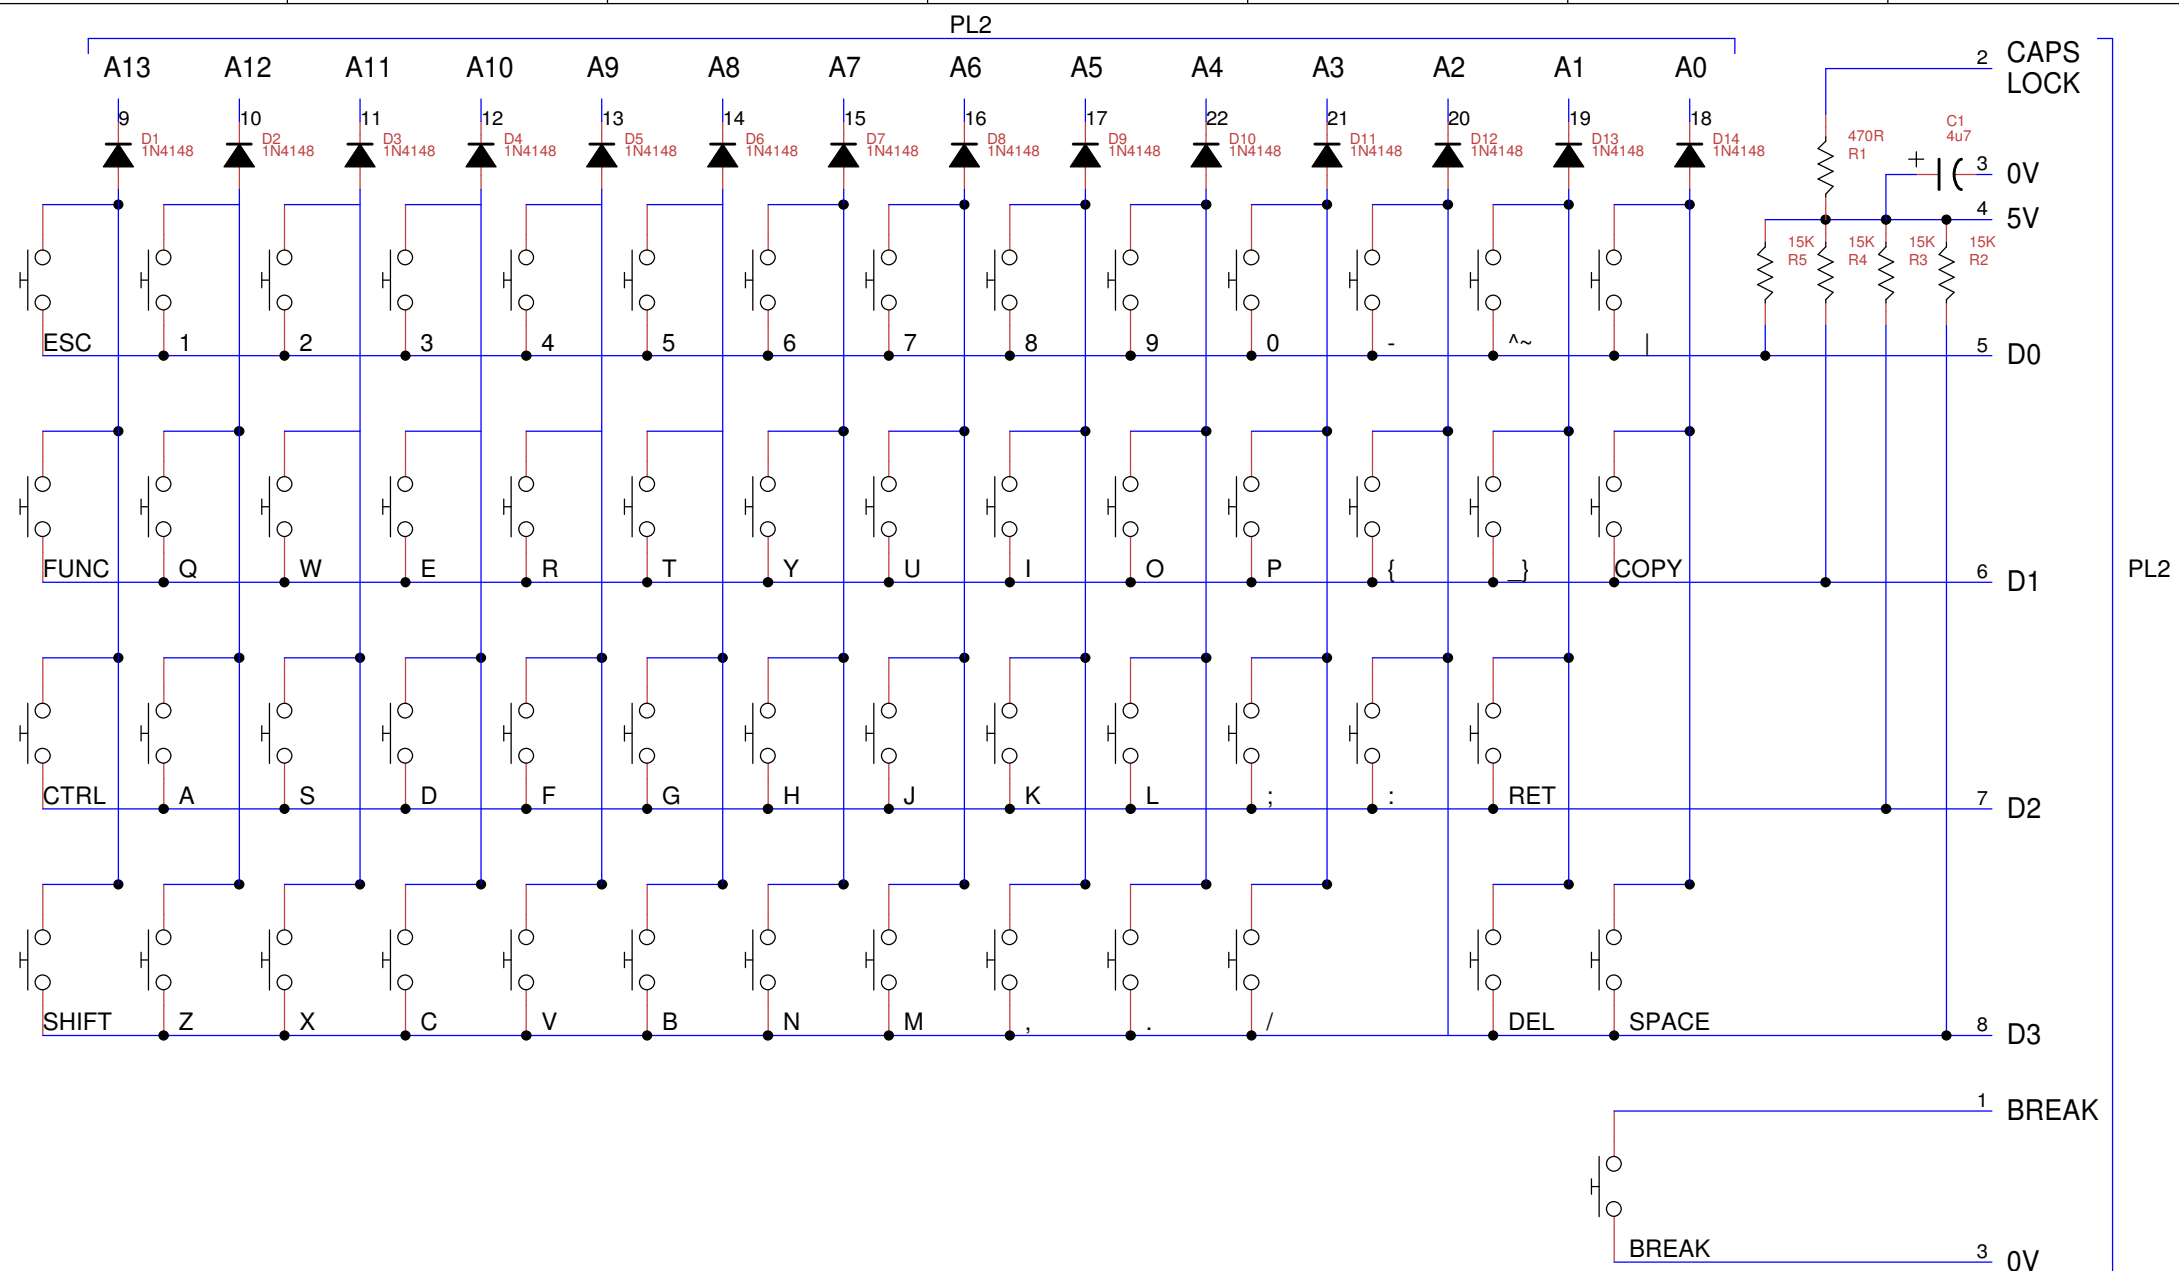 PL2
A13 A12 A11 A10 A9 A8 A7 A6 A5 A4 A3 A2 A1 A0
2 CAPS LOCK
9 10 11 12 13 14 15 16 17 22 21 20 19 18
D1 D2 D3 D4 D5 D6 D7 D8 D9 D10 D11 D12 D13 D14
1N4148 1N4148 1N4148 1N4148 1N4148 1N4148 1N4148 1N4148 1N4148 1N4148 1N4148 1N4148 1N4148 1N4148
470R
R1
C1
4u7
+
3 0V
4 5V
15K 15K 15K 15K
R5 R4 R3 R2
ESC 1 2 3 4 5 6 7 8 9 0 - ^~ | 5 D0
FUNC Q W E R T Y U I O P { _} COPY 6 D1
PL2
CTRL A S D F G H J K L ; : RET 7 D2
SHIFT Z X C V B N M , . / DEL SPACE 8 D3
1 BREAK
BREAK 3 0V